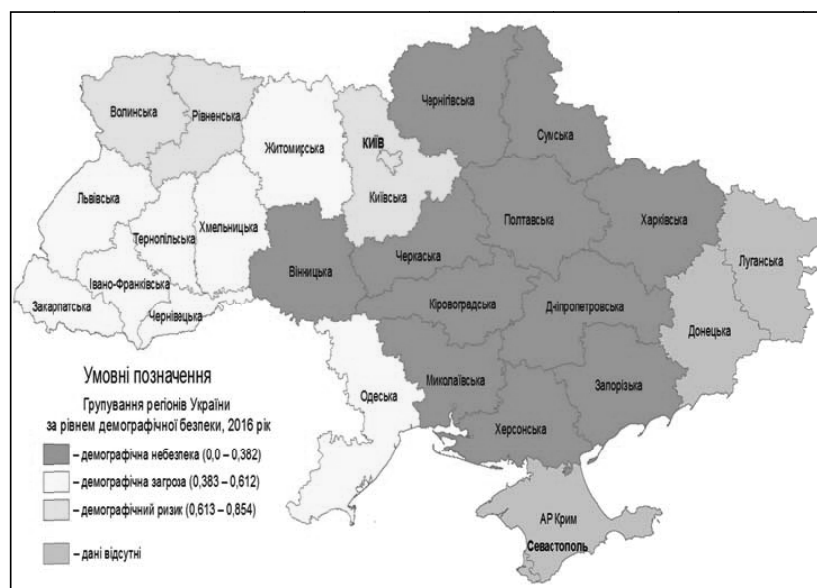 Чернігівська
Волинська
Рівненська
Сумська
КИЇВ
Житомирська
Київська
Львівська
Хмельницька
Тернопільська
Полтавська
Харківська
Черкаська
Луганська
Вінницька
Івано-Франківська
Закарпатська
Чернівецька
Кіровоградська
Дніпропетровська
Донецька
Миколаївська
Запорізька
Одеська
Херсонська
АР Крим
Севастополь
Умовні позначення
Групування регіонів України
за рівнем демографічної безпеки, 2016 рік
– демографічна небезпека (0,0 – 0,382)
– демографічна загроза (0,383 – 0,612)
– демографічний ризик (0,613 – 0,854)
– дані відсутні